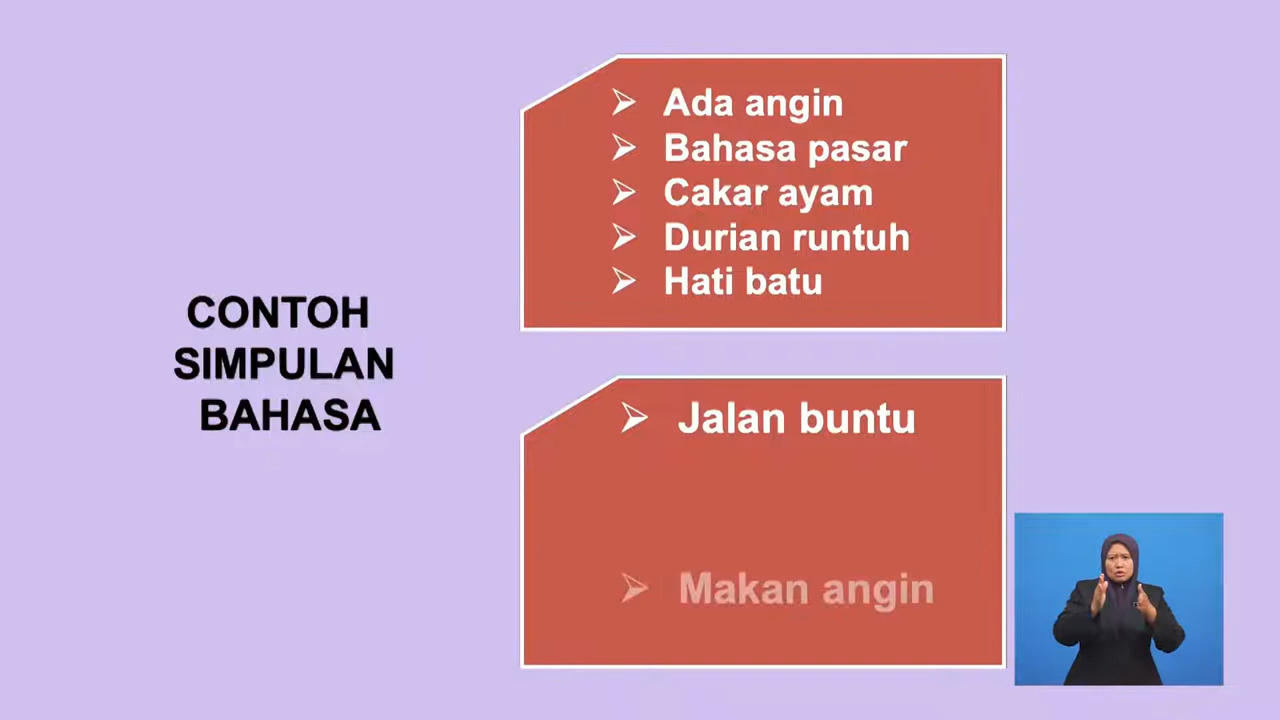 CONTOH
SIMPULAN
BAHASA
Ada angin
Bahasa pasar
Cakar ayam
Durian runtuh
Hati batu
Jalan buntu
Makan angin